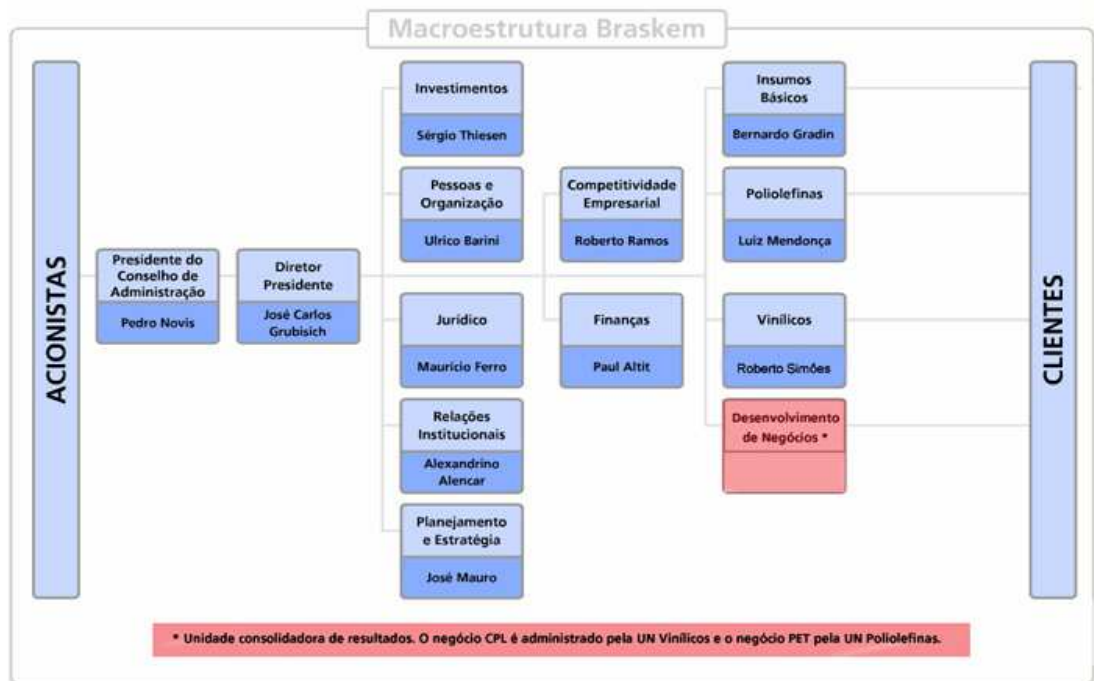 Macroestrutura Braskem
ACIONISTAS
Presidente do
Conselho de
Administração
Pedro Novis
Diretor
Presidente
José Carlos
Grubisich
Investimentos
Sérgio Thiesen
Pessoas e
Organização
Ulrico Barini
Jurídico
Maurício Ferro
Relações
Institucionais
Alexandrino
Alencar
Planejamento
e Estratégia
José Mauro
Competitividade
Empresarial
Roberto Ramos
Finanças
Paul Altit
Insumos
Básicos
Bernardo Gradin
Poliolefinas
Luiz Mendonça
Vinílicos
Roberto Simões
Desenvolvimento
de Negócios *
CLIENTES
* Unidade consolidadora de resultados. O negócio CPL é administrado pela UN Vinílicos e o negócio PET pela UN Poliolefinas.